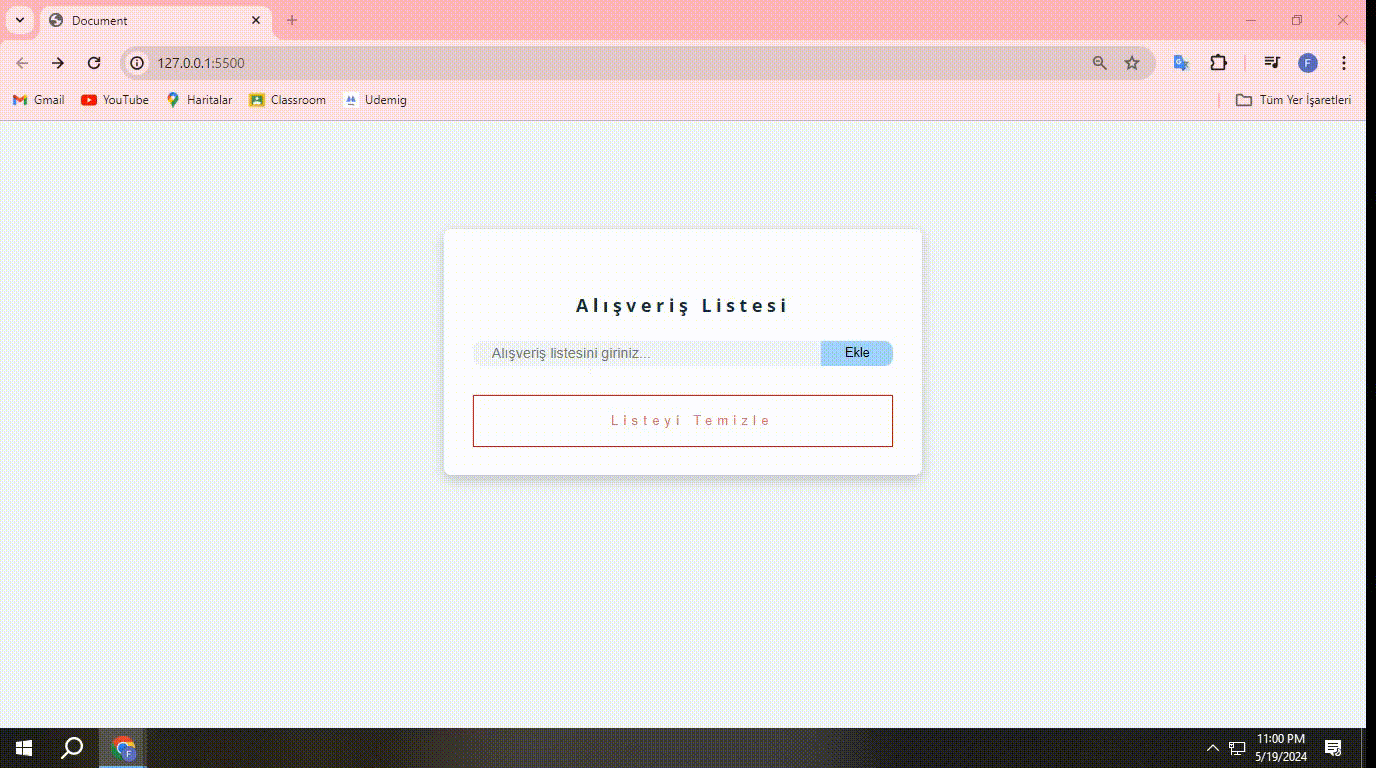 Document
127.0.0.1:5500
F
Gmail
YouTube
Haritalar
Classroom
Udemig
Tüm Yer İşaretleri
Alışveriş Listesi
Alışveriş listesini giriniz...
Ekle
Listeyi Temizle
F
11:00 PM
5/19/2024